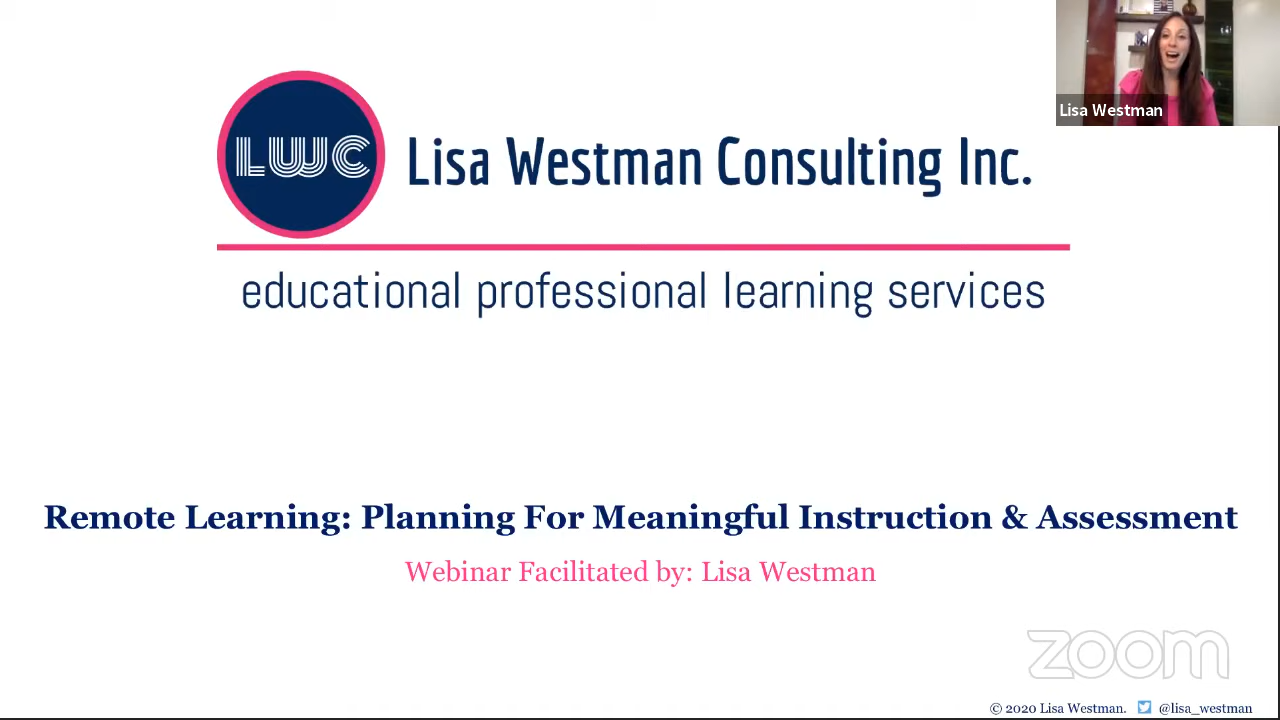 Lisa Westman
LWC
Lisa Westman Consulting Inc.
educational professional learning services
Remote Learning: Planning For Meaningful Instruction & Assessment
Webinar Facilitated by: Lisa Westman
zoom
© 2020 Lisa Westman. @lisa_westman